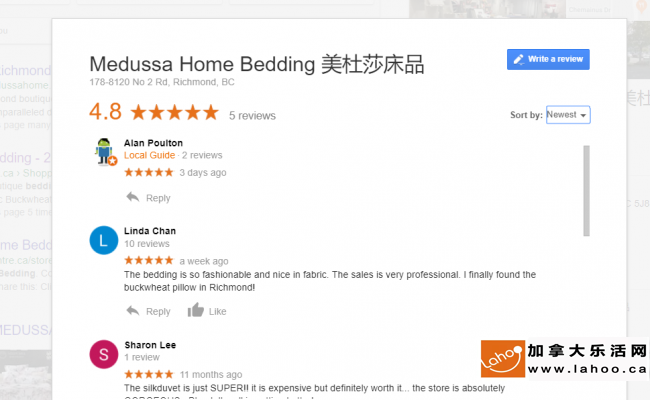 Medussa Home Bedding 美杜莎床品
Write a review
178-8120 No 2 Rd, Richmond, BC
4.8
5 reviews
Sort by: Newest
Alan Poulton
Local Guide · 2 reviews
3 days ago
Reply
L
Linda Chan
10 reviews
a week ago
The bedding is so fashionable and nice in fabric. The sales is very professional. I finally found the
buckwheat pillow in Richmond!
Reply
Like
S
Sharon Lee
1 review
11 months ago
The silkduvet is just SUPER!! it is expensive but definitely worth it... the store is absolutely
Lahoo
加拿大乐活网
www.lahoo.ca